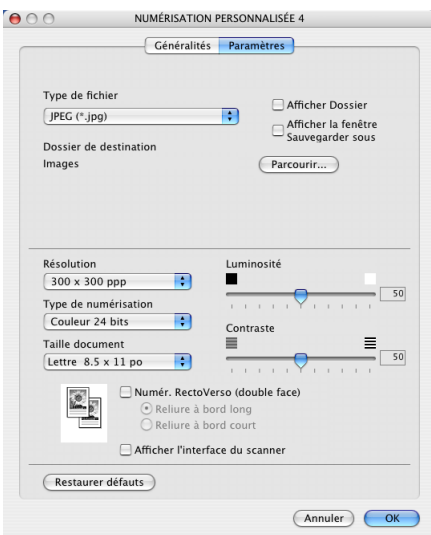 NUMÉRISATION PERSONNALISÉE 4
Généralités Paramètres
Type de fichier
JPEG (*.jpg)
Afficher Dossier
Afficher la fenêtre
Sauvegarder sous
Dossier de destination
Images
Parcourir...
Résolution
300 x 300 ppp
Luminosité
50
Type de numérisation
Couleur 24 bits
Contraste
50
Taille document
Lettre 8.5 x 11 po
Numér. RectoVerso (double face)
Reliure à bord long
Reliure à bord court
Afficher l'interface du scanner
Restaurer défauts
Annuler OK